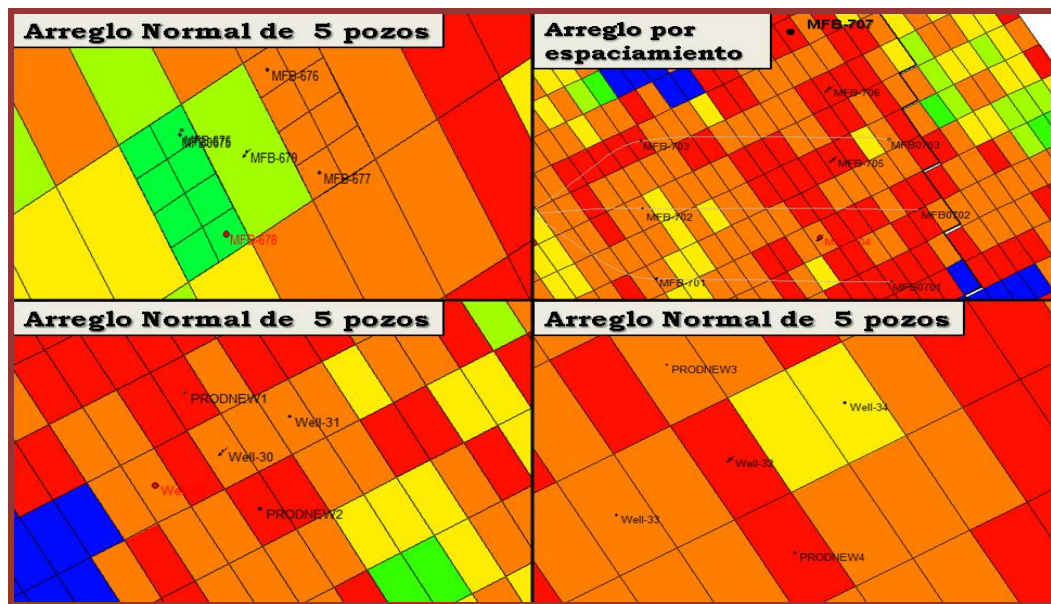 Arreglo Normal de 5 pozos
MFB-676
MFB-679
MFB-677
MFB-678
Arreglo por
espaciamiento
MFB-707
MFB-706
MFB-703
MFB0703
MFB-705
MFB-702
MFB0702
MFB-701
MFB0701
Arreglo Normal de 5 pozos
PRODNEW1
Well-31
Well-30
PRODNEW2
Arreglo Normal de 5 pozos
PRODNEW3
Well-34
Well-32
Well-33
PRODNEW4